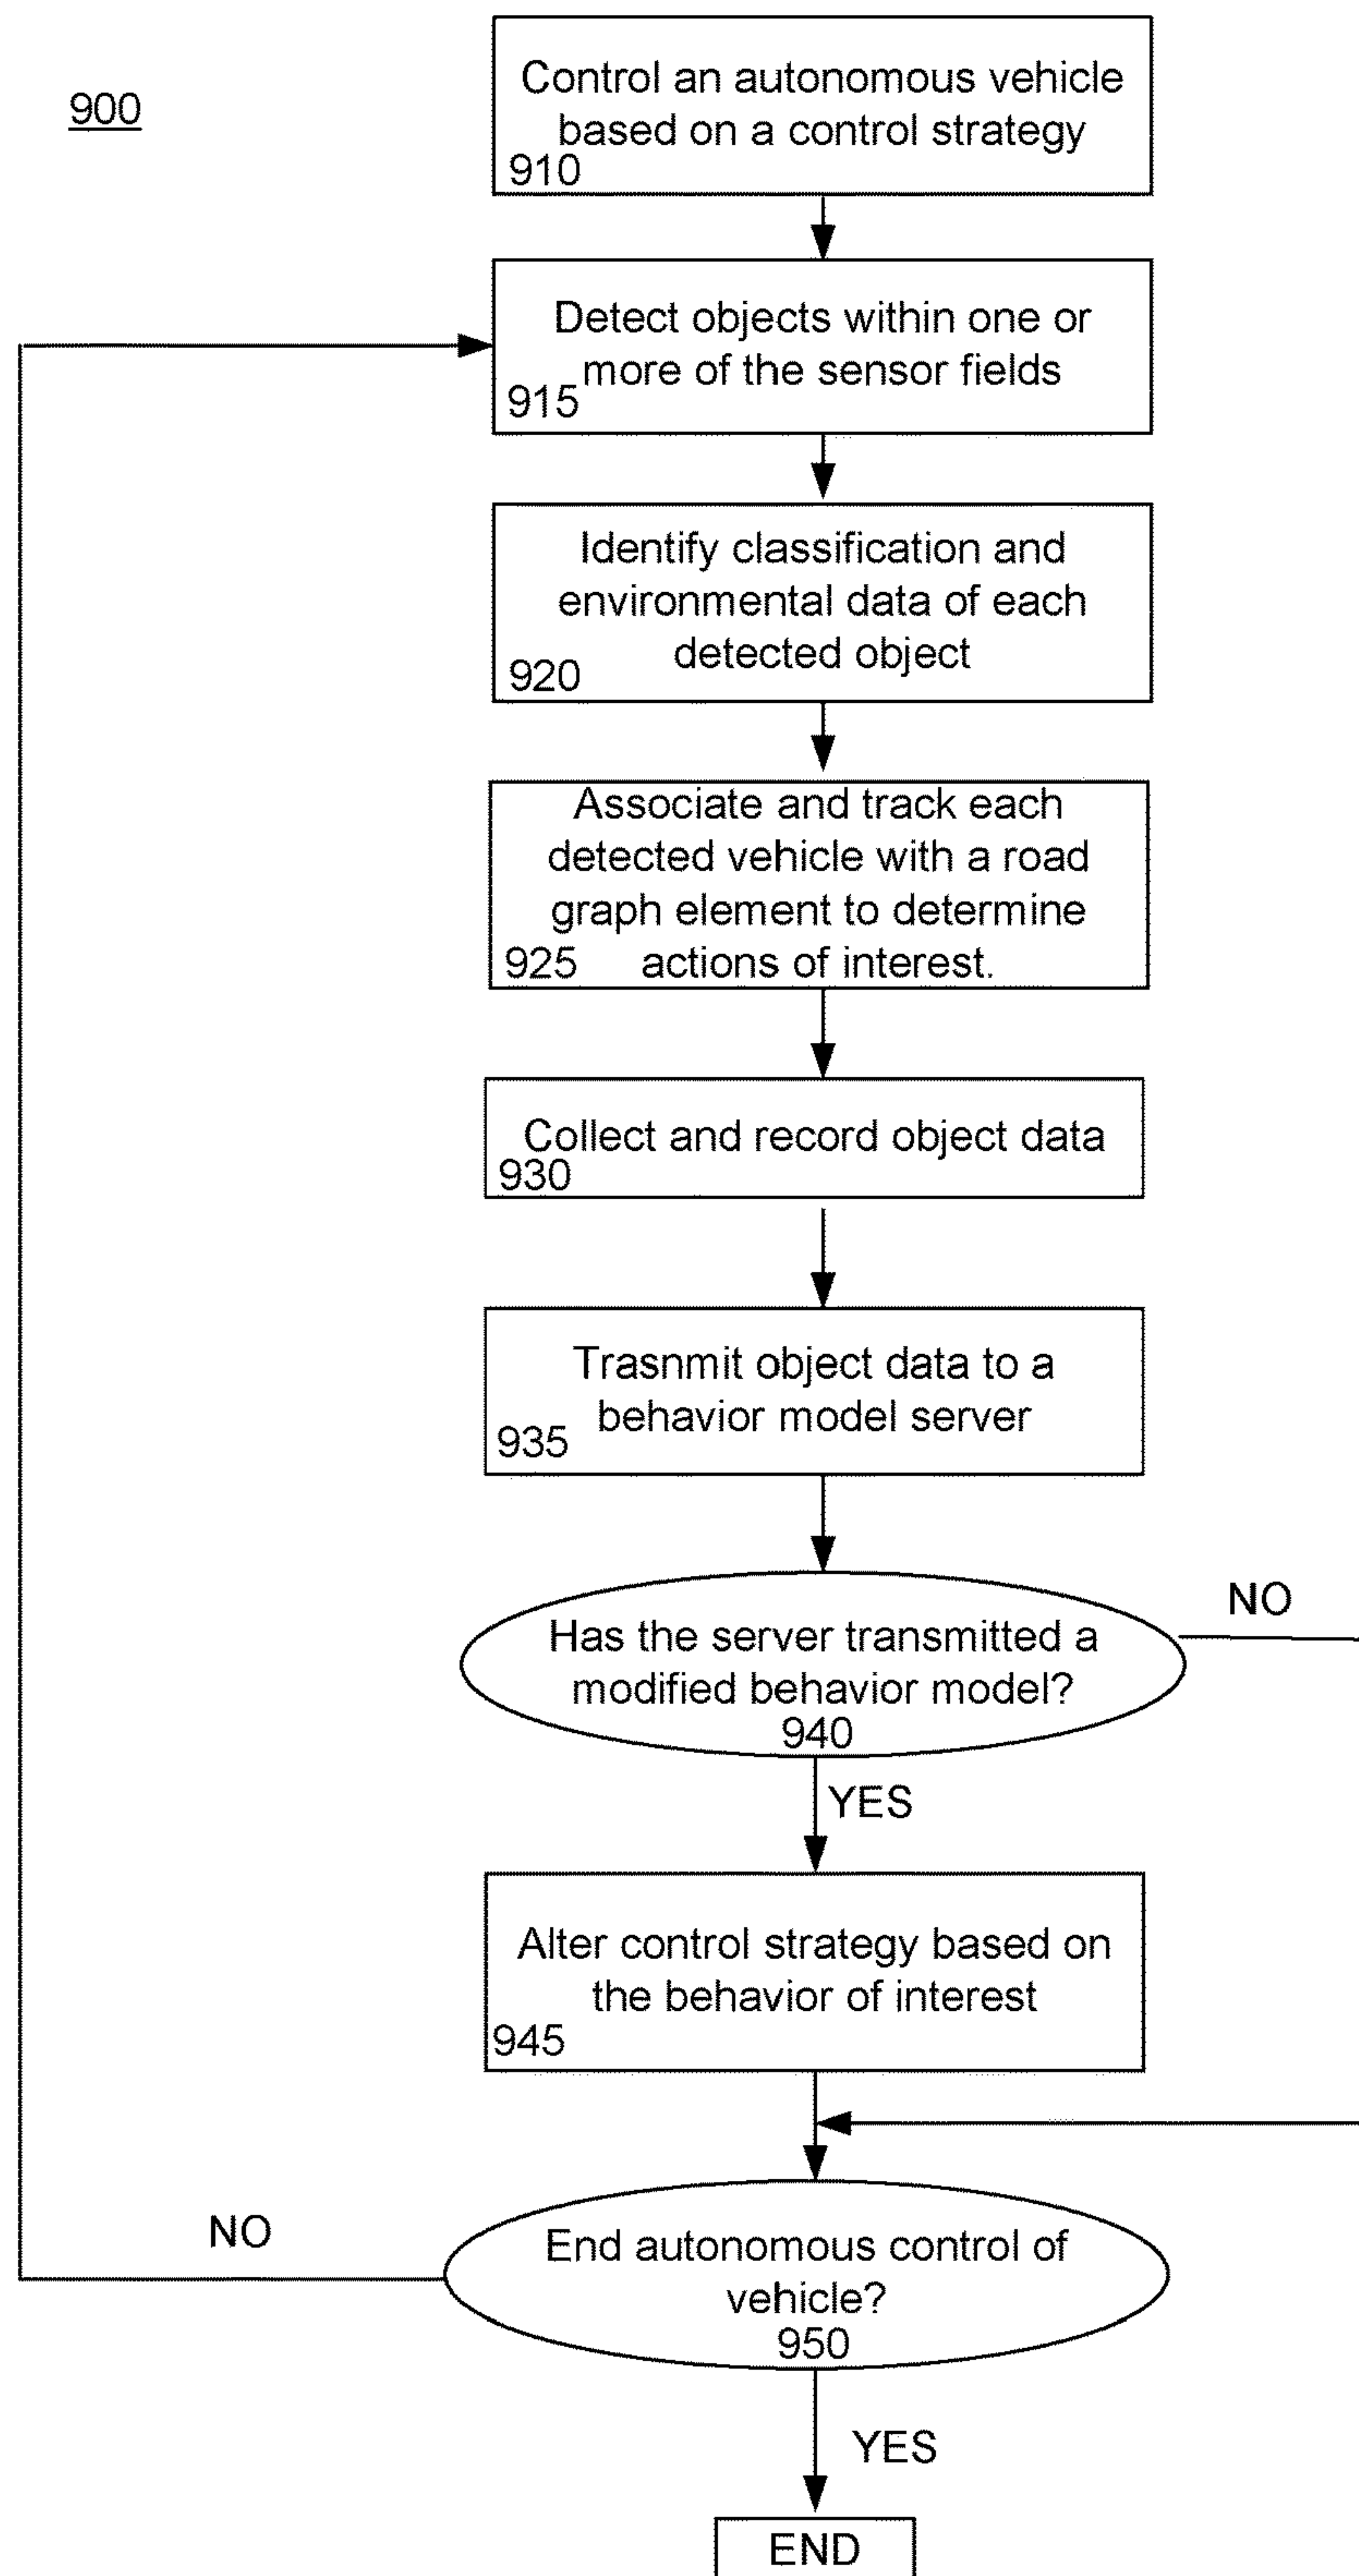 900
Control an autonomous vehicle
based on a control strategy
910
Detect objects within one or
more of the sensor fields
915
Identify classification and
environmental data of each
detected object
920
Associate and track each
detected vehicle with a road
graph element to determine
925 actions of interest.
Collect and record object data
930
Trasnmit object data to a
behavior model server
935
Has the server transmitted a
modified behavior model?
940
NO
YES
Alter control strategy based on
the behavior of interest
945
NO
End autonomous control of
vehicle?
950
YES
END